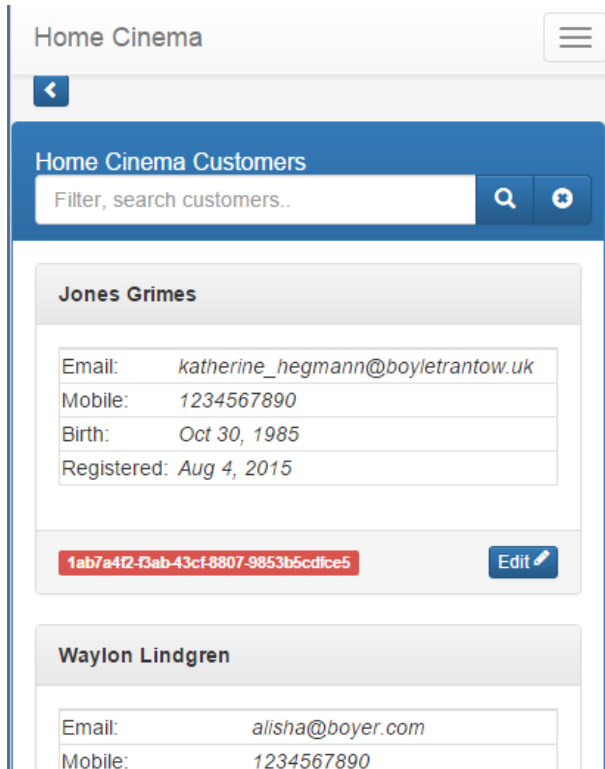 Home Cinema
Home Cinema Customers
Filter, search customers..
Jones Grimes
Email: katherine_hegmann@boyletrantow.uk
Mobile: 1234567890
Birth: Oct 30, 1985
Registered: Aug 4, 2015
1ab7a4f2-f3ab-43cf-8807-9853b5cdfce5 Edit
Waylon Lindgren
Email: alisha@boyer.com
Mobile: 1234567890